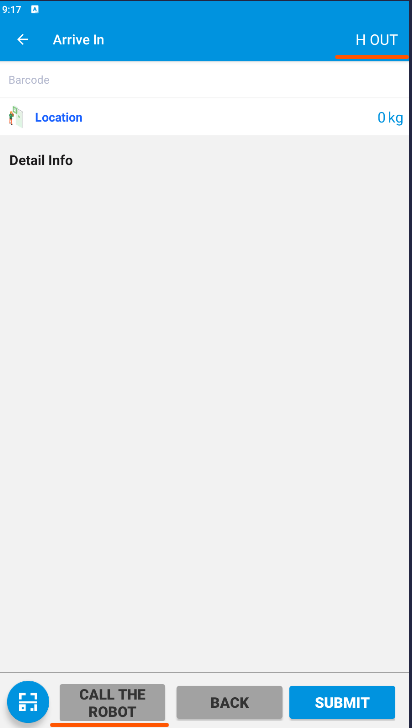 9:17 A
Arrive In
H OUT
Barcode
Location
0 kg
Detail Info
CALL THE
ROBOT
BACK
SUBMIT